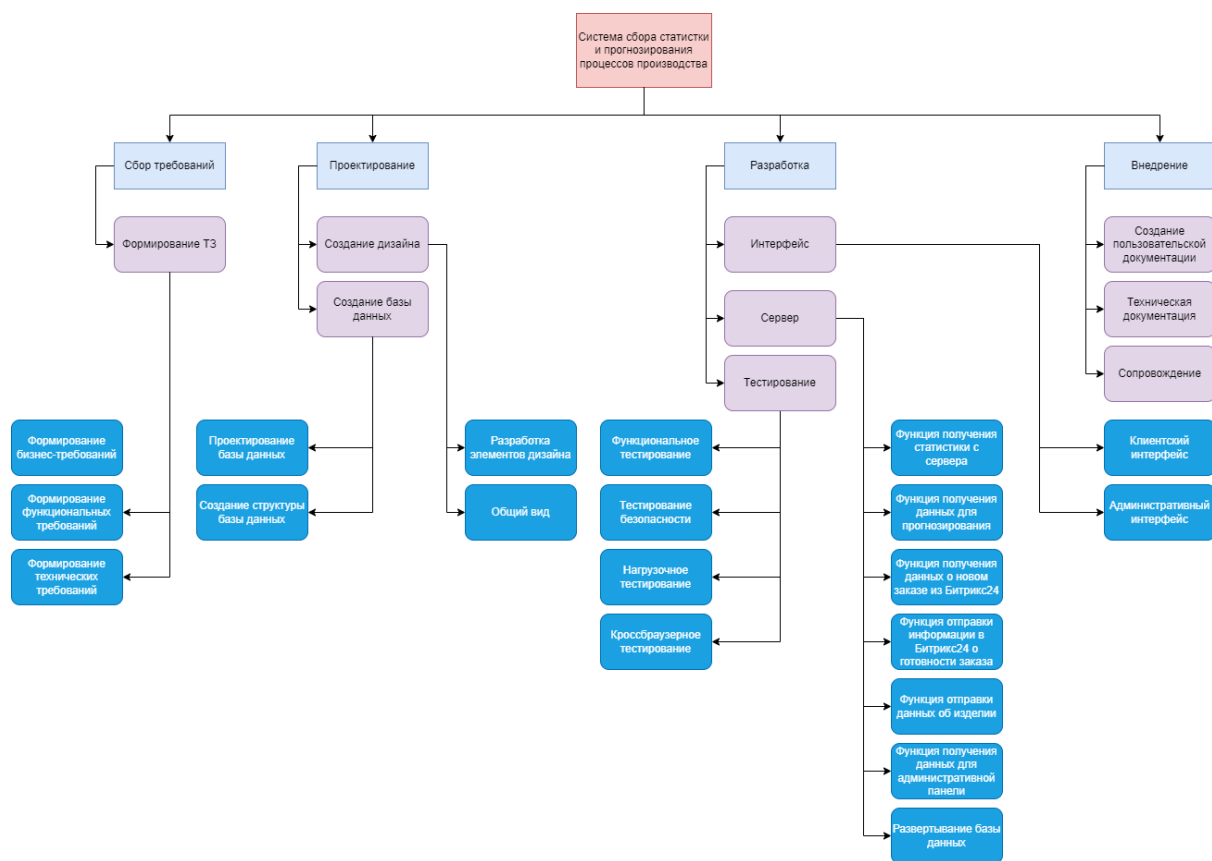 Система сбора статистки
и прогнозирования
процессов производства
Сбор требований
Проектирование
Разработка
Внедрение
Формирование ТЗ
Создание дизайна
Интерфейс
Создание
пользовательской
документации
Создание базы
данных
Сервер
Техническая
документация
Тестирование
Сопровождение
Формирование
бизнес-требований
Проектирование
базы данных
Разработка
элементов дизайна
Функциональное
тестирование
Функция получения
статистики с
сервера
Клиентский
интерфейс
Формирование
функциональных
требований
Создание структуры
базы данных
Общий вид
Тестирование
безопасности
Функция получения
данных для
прогнозирования
Административный
интерфейс
Формирование
технических
требований
Нагрузочное
тестирование
Функция получения
данных о новом
заказе из Битрикс24
Кроссбраузерное
тестирование
Функция отправки
информации в
Битрикс24 о
готовности заказа
Функция отправки
данных об изделии
Функция получения
данных для
административной
панели
Развертывание базы
данных